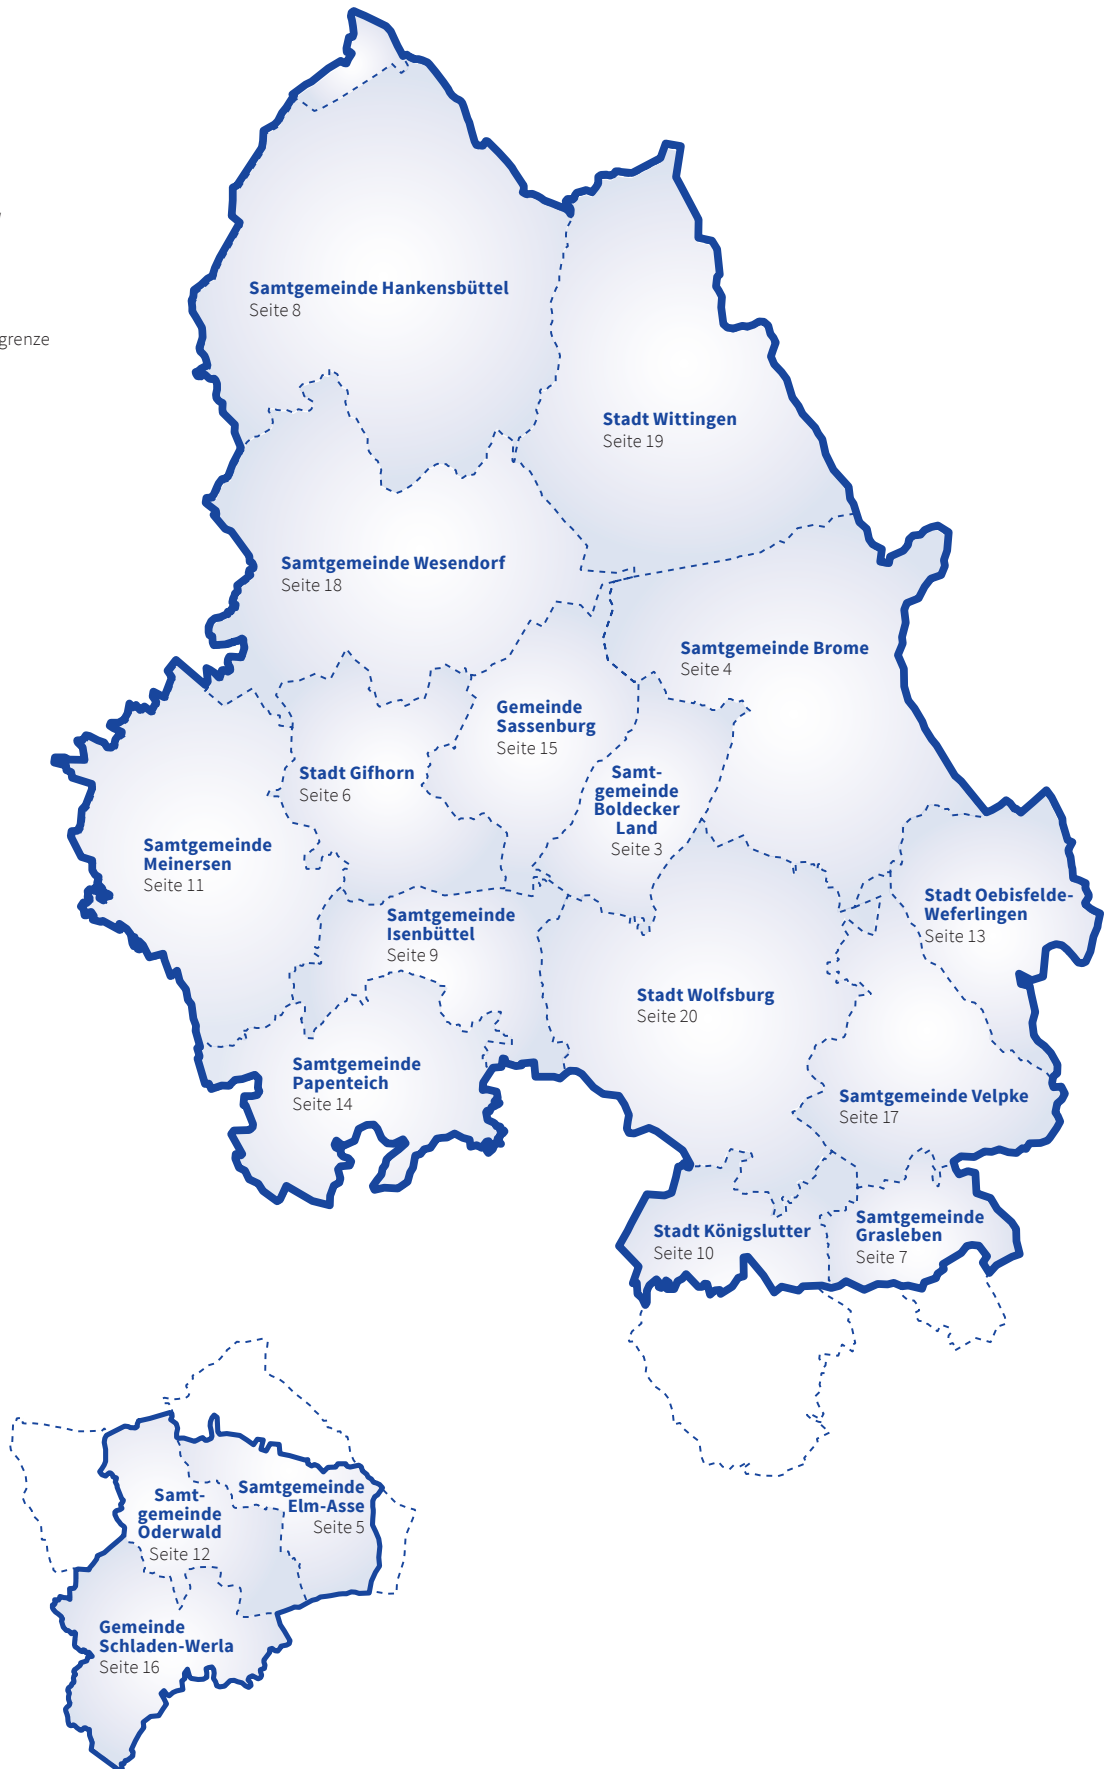 grenze
Samtgemeinde Hankensbüttel
Seite 8
Stadt Wittingen
Seite 19
Samtgemeinde Wesendorf
Seite 18
Samtgemeinde Brome
Seite 4
Gemeinde
Sassenburg
Seite 15
Stadt Gifhorn
Seite 6
Samt-
gemeinde
Boldecker
Land
Seite 3
Samtgemeinde
Meinersen
Seite 11
Stadt Oebisfelde-
Weferlingen
Seite 13
Samtgemeinde
Isenbüttel
Seite 9
Stadt Wolfsburg
Seite 20
Samtgemeinde
Papenteich
Seite 14
Samtgemeinde Velpke
Seite 17
Stadt Königslutter
Seite 10
Samtgemeinde
Grasleben
Seite 7
Samtgemeinde
Elm-Asse
Seite 5
Samt-
gemeinde
Oderwald
Seite 12
Gemeinde
Schladen-Werla
Seite 16